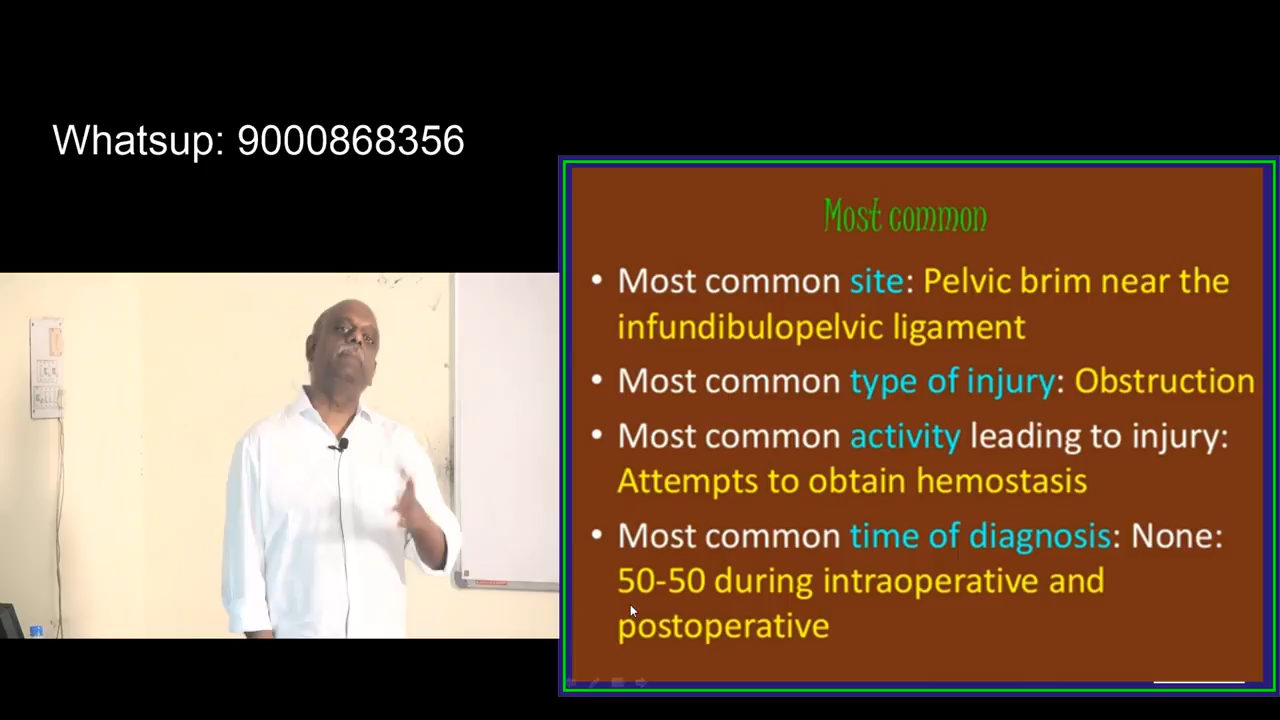 Whatsup: 9000868356
Most common
• Most common site: Pelvic brim near the
infundibulopelvic ligament
• Most common type of injury: Obstruction
• Most common activity leading to injury:
Attempts to obtain hemostasis
• Most common time of diagnosis: None:
50-50 during intraoperative and
postoperative